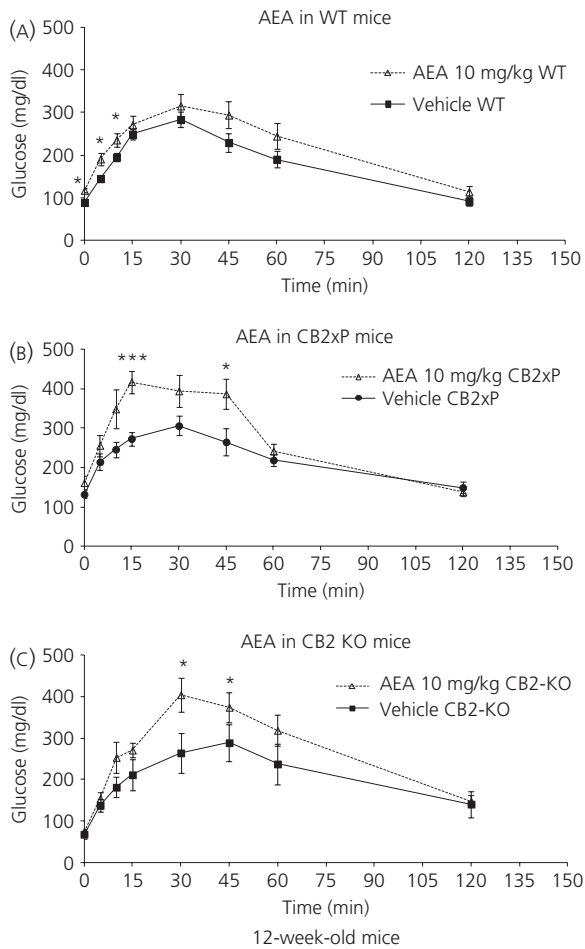 (A)
AEA in WT mice
500
400
300
200
100
0
Glucose (mg/dl)
*
*
*
AEA 10 mg/kg WT
Vehicle WT
0 15 30 45 60 75 90 105 120 135 150
Time (min)
(B)
AEA in CB2xP mice
500
400
300
200
100
0
Glucose (mg/dl)
***
*
AEA 10 mg/kg CB2xP
Vehicle CB2xP
0 15 30 45 60 75 90 105 120 135 150
Time (min)
(C)
AEA in CB2 KO mice
500
400
300
200
100
0
Glucose (mg/dl)
*
*
AEA 10 mg/kg CB2-KO
Vehicle CB2-KO
0 15 30 45 60 75 90 105 120 135 150
Time (min)
12-week-old mice